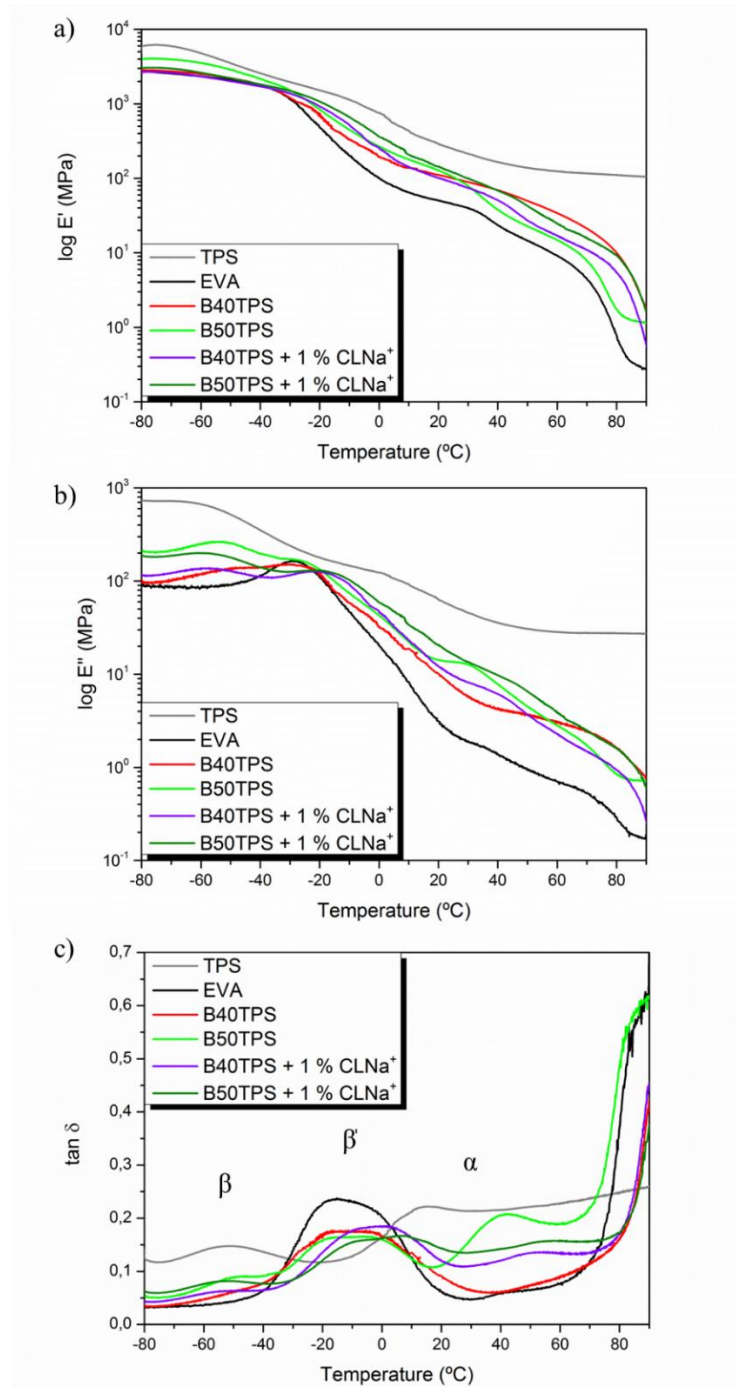 a)
10⁴
10³
10²
10¹
10⁰
10⁻¹
log E' (MPa)
TPS
EVA
B40TPS
B50TPS
B40TPS + 1 % CLNa⁺
B50TPS + 1 % CLNa⁺
-80 -60 -40 -20 0 20 40 60 80
Temperature (ºC)
b)
10³
10²
10¹
10⁰
10⁻¹
log E" (MPa)
TPS
EVA
B40TPS
B50TPS
B40TPS + 1 % CLNa⁺
B50TPS + 1 % CLNa⁺
-80 -60 -40 -20 0 20 40 60 80
Temperature (ºC)
c)
0,7
0,6
0,5
0,4
0,3
0,2
0,1
0,0
tan δ
TPS
EVA
B40TPS
B50TPS
B40TPS + 1 % CLNa⁺
B50TPS + 1 % CLNa⁺
β
β'
α
-80 -60 -40 -20 0 20 40 60 80
Temperature (ºC)